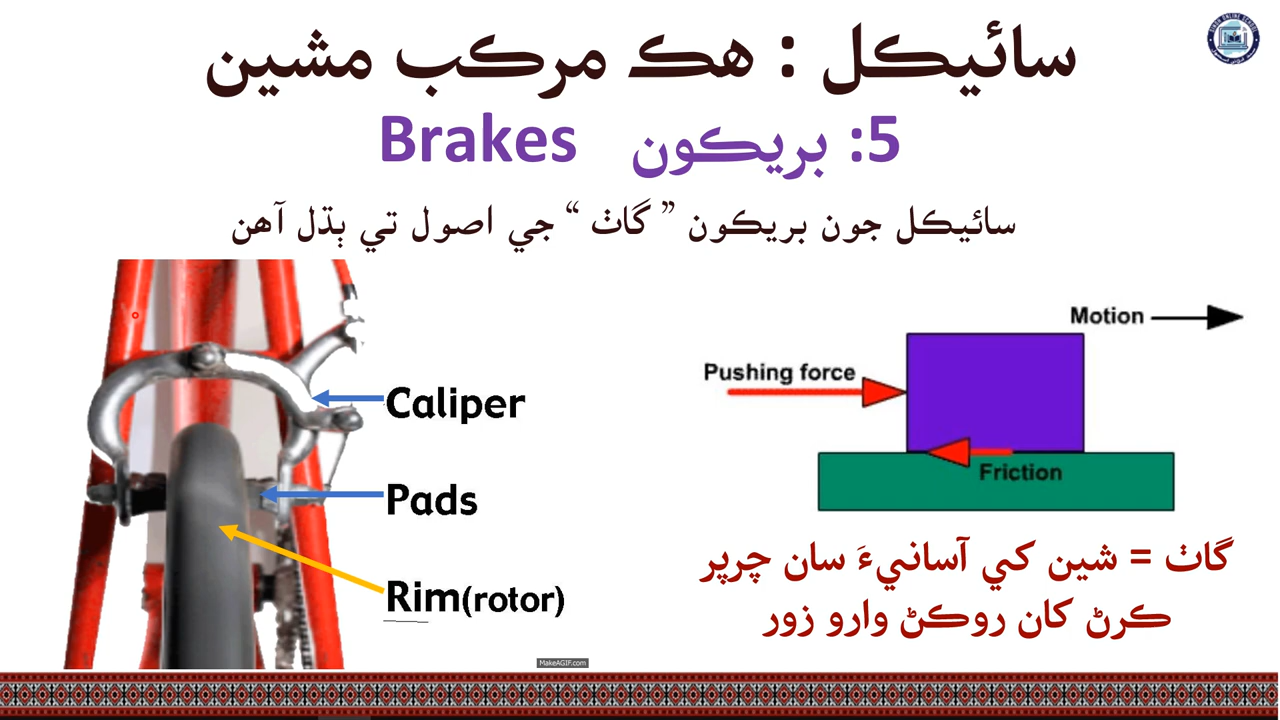 سائيڪل : هڪ مرڪب مشين
5: بريڪون Brakes
سائيڪل جون بريڪون ” گاٺ “ جي اصول تي ٻڌل آهن
Caliper
Pads
Rim(rotor)
MakeAGIF.com
Motion
Pushing force
Friction
گاٺ = شين کي آسانيءَ سان چرپر
ڪرڻ کان روڪڻ وارو زور